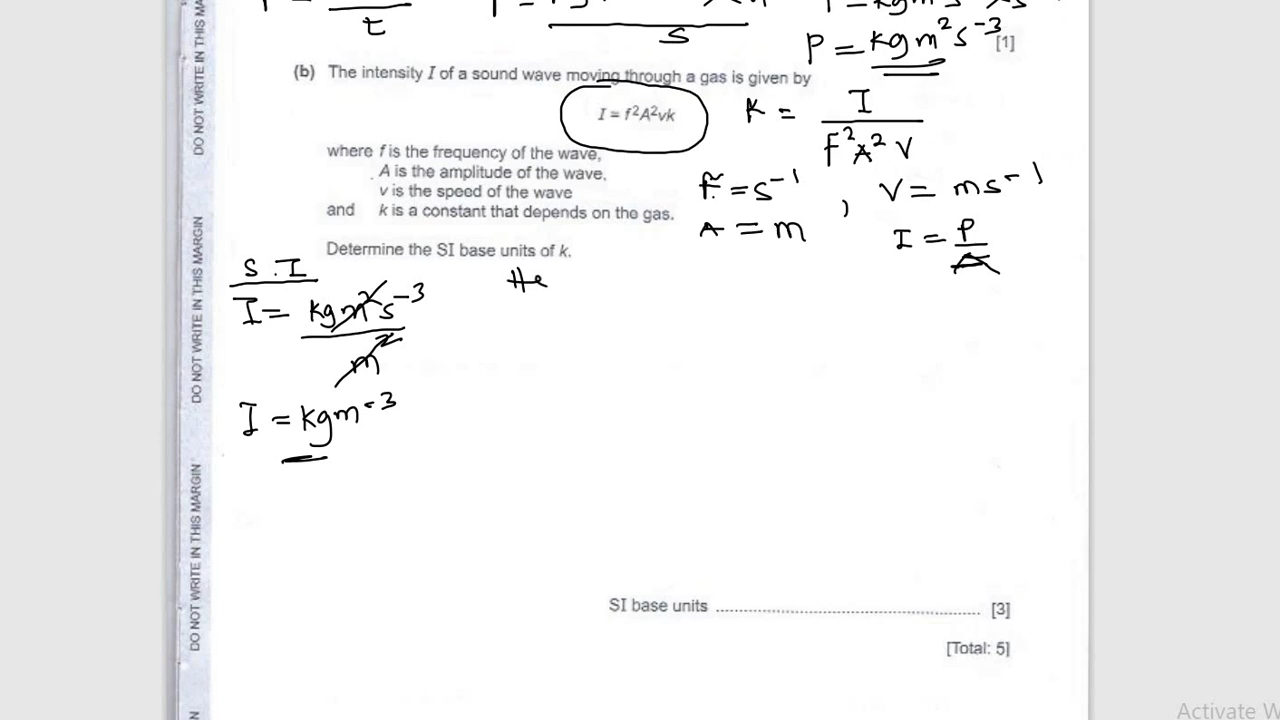 t
s
P = kgm²s⁻³ [1]
(b) The intensity I of a sound wave moving through a gas is given by
I = f²A²vk
K = I / F²A²V
where f is the frequency of the wave,
A is the amplitude of the wave,
v is the speed of the wave
and k is a constant that depends on the gas.
f = s⁻¹ , V = ms⁻¹
A = m
I = P / A
Determine the SI base units of k.
S.I
He
I = kgm²s⁻³ / m²
I = kgm⁻³
SI base units ........................................ [3]
[Total: 5]
DO NOT WRITE IN THIS MAR
DO NOT WRITE IN THIS MARGIN
DO NOT WRITE IN THIS MARGIN
Activate W